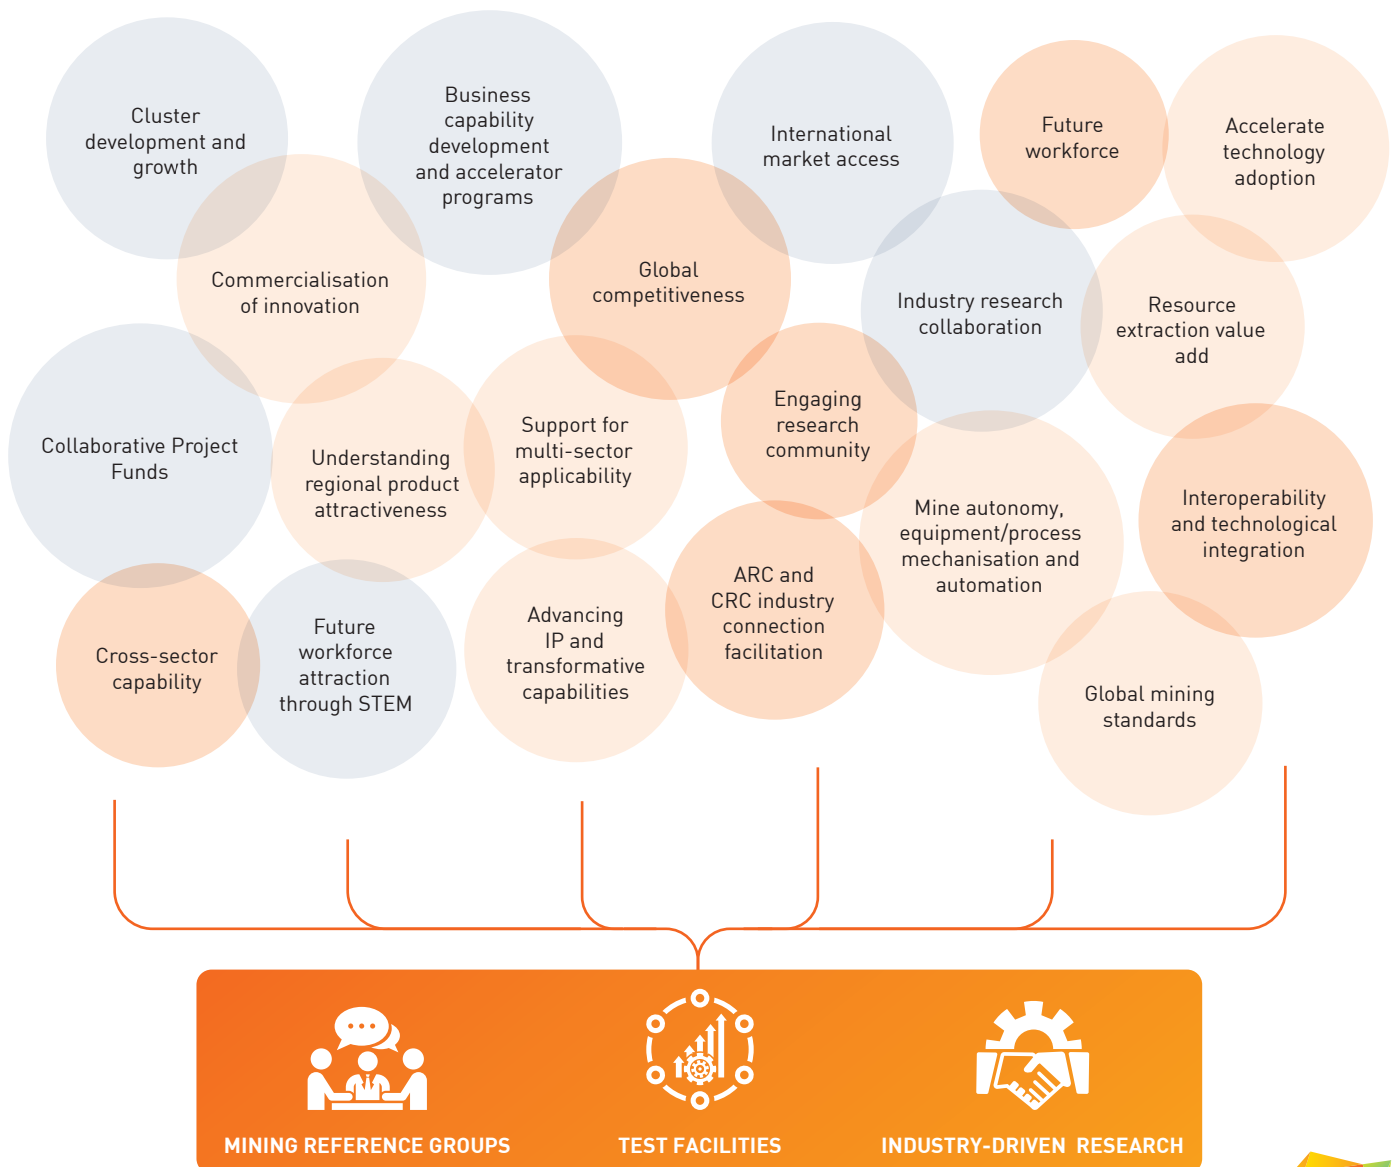 Cluster
development and
growth
Business
capability
development
and accelerator
programs
International
market access
Future
workforce
Accelerate
technology
adoption
Commercialisation
of innovation
Global
competitiveness
Industry research
collaboration
Resource
extraction value
add
Collaborative Project
Funds
Understanding
regional product
attractiveness
Support for
multi-sector
applicability
Engaging
research
community
Mine autonomy,
equipment/process
mechanisation and
automation
Interoperability
and technological
integration
Cross-sector
capability
Future
workforce
attraction
through STEM
Advancing
IP and
transformative
capabilities
ARC and
CRC industry
connection
facilitation
Global mining
standards
MINING REFERENCE GROUPS
TEST FACILITIES
INDUSTRY-DRIVEN RESEARCH